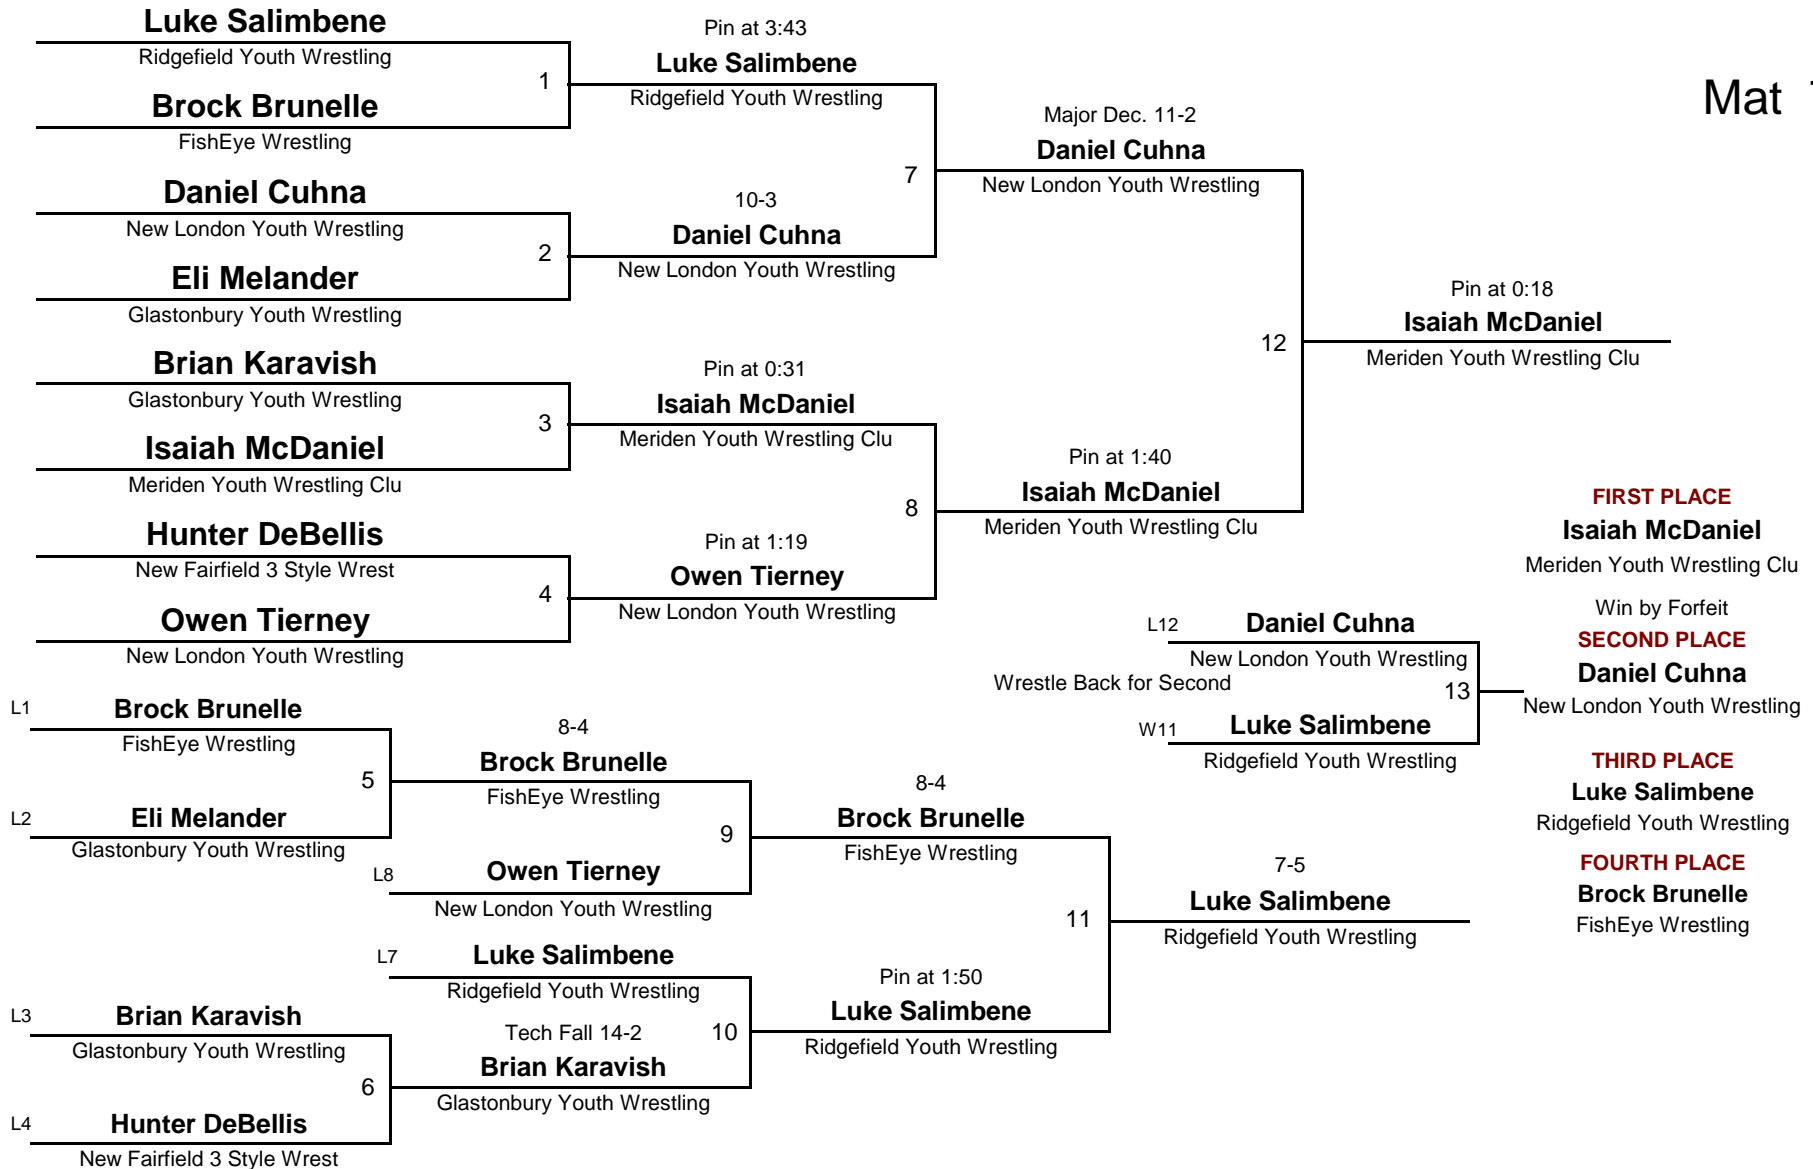 Luke Salimbene
Ridgefield Youth Wrestling
1
Brock Brunelle
FishEye Wrestling
Daniel Cuhna
New London Youth Wrestling
2
Eli Melander
Glastonbury Youth Wrestling
Brian Karavish
Glastonbury Youth Wrestling
3
Isaiah McDaniel
Meriden Youth Wrestling Clu
Hunter DeBellis
New Fairfield 3 Style Wrest
4
Owen Tierney
New London Youth Wrestling
Pin at 3:43
Luke Salimbene
Ridgefield Youth Wrestling
7
10-3
Daniel Cuhna
New London Youth Wrestling
Pin at 0:31
Isaiah McDaniel
Meriden Youth Wrestling Clu
8
Pin at 1:19
Owen Tierney
New London Youth Wrestling
Major Dec. 11-2
Daniel Cuhna
New London Youth Wrestling
12
Pin at 1:40
Isaiah McDaniel
Meriden Youth Wrestling Clu
Mat
Pin at 0:18
Isaiah McDaniel
Meriden Youth Wrestling Clu
L1
Brock Brunelle
FishEye Wrestling
5
L2
Eli Melander
Glastonbury Youth Wrestling
L3
Brian Karavish
Glastonbury Youth Wrestling
6
L4
Hunter DeBellis
New Fairfield 3 Style Wrest
8-4
Brock Brunelle
FishEye Wrestling
9
L8
Owen Tierney
New London Youth Wrestling
L7
Luke Salimbene
Ridgefield Youth Wrestling
Tech Fall 14-2
10
Brian Karavish
Glastonbury Youth Wrestling
8-4
Brock Brunelle
FishEye Wrestling
11
Pin at 1:50
Luke Salimbene
Ridgefield Youth Wrestling
7-5
Luke Salimbene
Ridgefield Youth Wrestling
L12
Daniel Cuhna
New London Youth Wrestling
Wrestle Back for Second
13
W11
Luke Salimbene
Ridgefield Youth Wrestling
FIRST PLACE
Isaiah McDaniel
Meriden Youth Wrestling Clu
Win by Forfeit
SECOND PLACE
Daniel Cuhna
New London Youth Wrestling
THIRD PLACE
Luke Salimbene
Ridgefield Youth Wrestling
FOURTH PLACE
Brock Brunelle
FishEye Wrestling